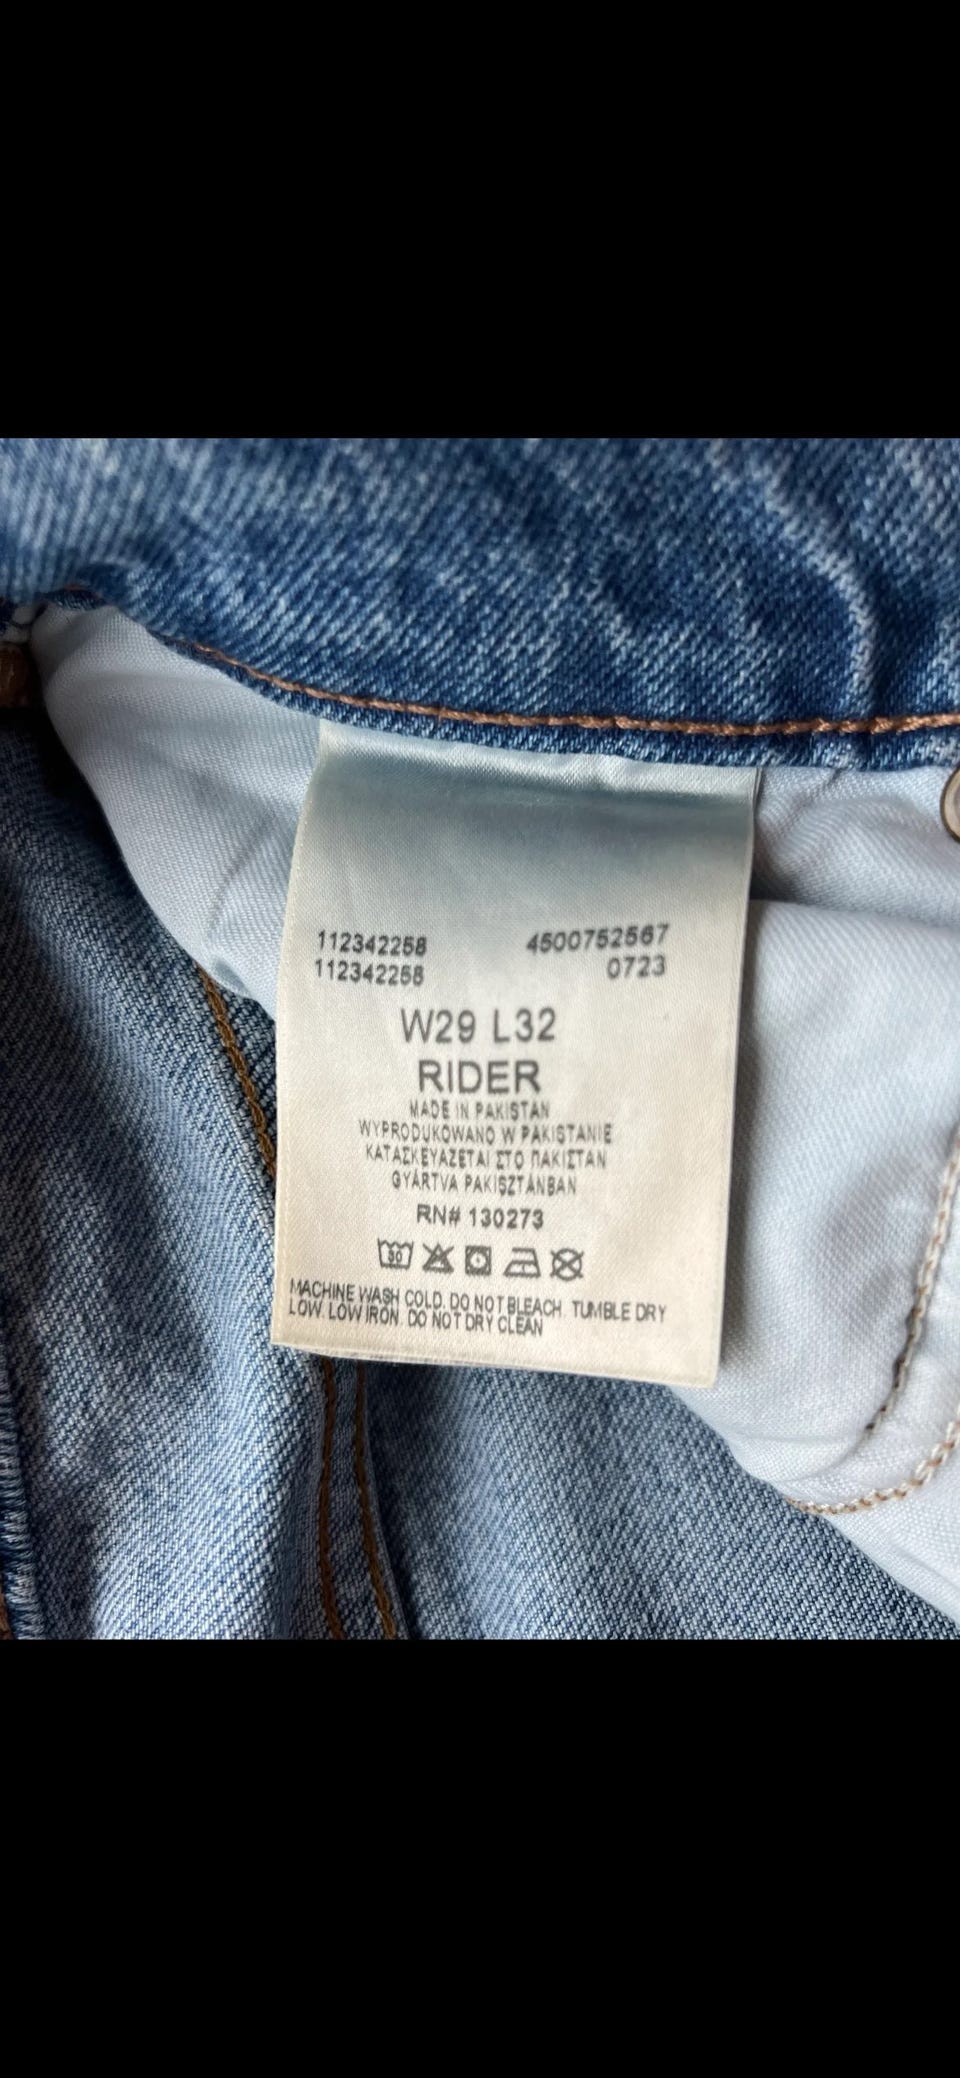 112342258 4500752567
112342258 0723
W29 L32
RIDER
MADE IN PAKISTAN
WYPRODUKOWANO W PAKISTANIE
ΚΑΤΑΣΚΕΥΑΖΕΤΑΙ ΣΤΟ ΠΑΚΙΣΤΑΝ
GYÁRTVA PAKISZTÁNBAN
RN# 130273
30
MACHINE WASH COLD. DO NOT BLEACH. TUMBLE DRY
LOW. LOW IRON. DO NOT DRY CLEAN